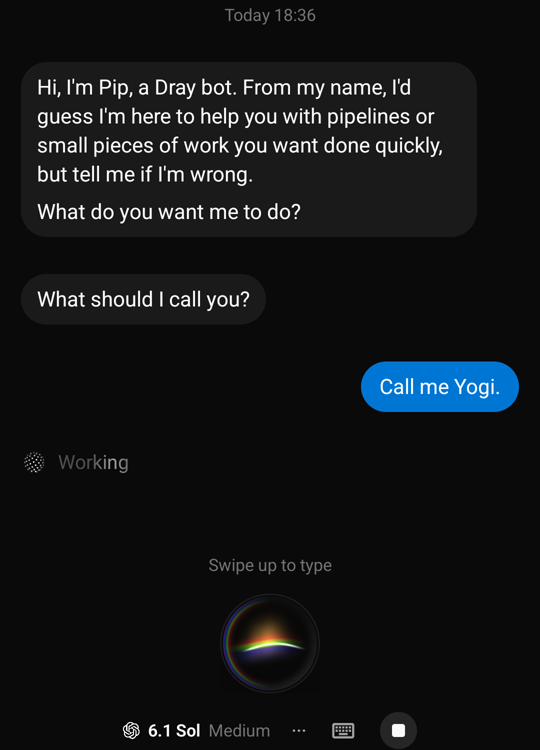 Today 18:36
Hi, I'm Pip, a Dray bot. From my name, I'd
guess I'm here to help you with pipelines or
small pieces of work you want done quickly,
but tell me if I'm wrong.
What do you want me to do?
What should I call you?
Call me Yogi.
Working
Swipe up to type
6.1 Sol Medium